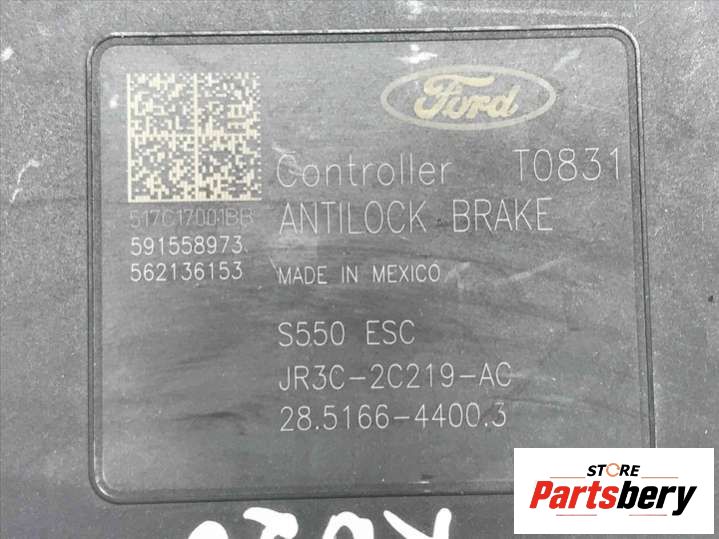 Ford
Controller T0831
517C17001BB
ANTILOCK BRAKE
591558973
562136153
MADE IN MEXICO
S550 ESC
JR3C-2C219-AC
28.5166-4400.3
STORE
Partsbery